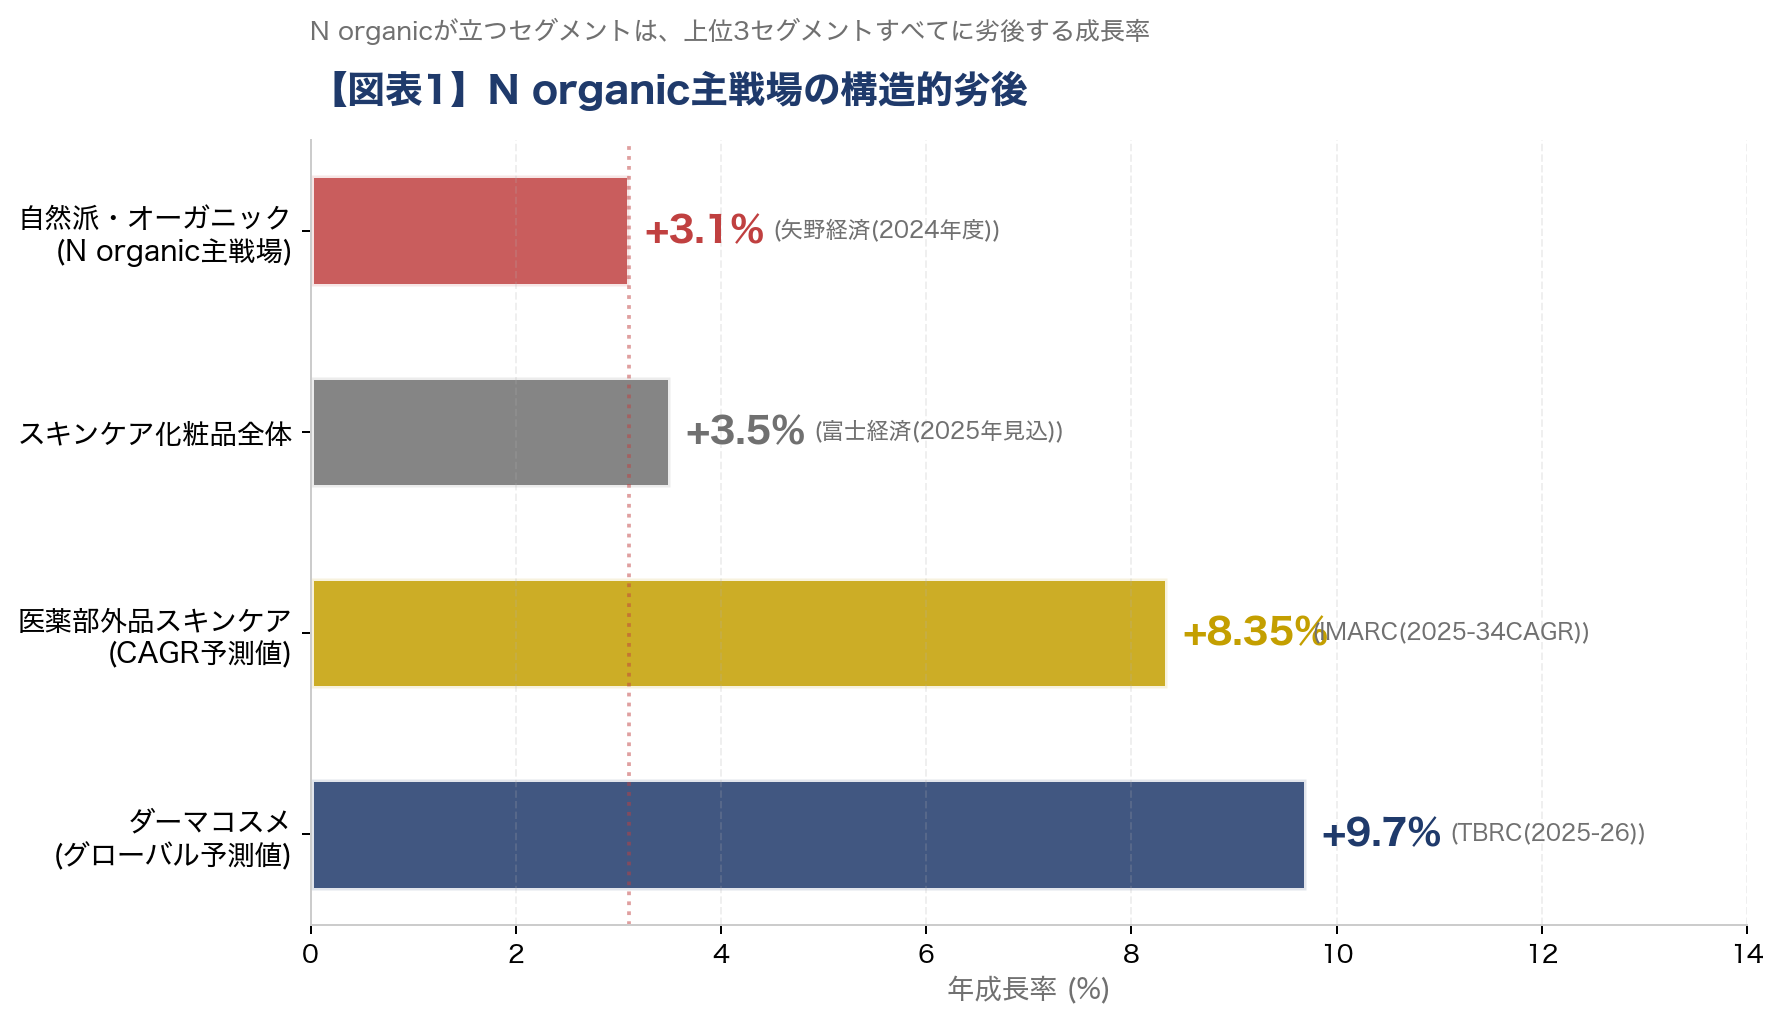 N organicが立つセグメントは、上位3セグメントすべてに劣後する成長率
【図表1】N organic主戦場の構造的劣後
自然派・オーガニック
(N organic主戦場)
+3.1% (矢野経済(2024年度))
スキンケア化粧品全体
+3.5% (富士経済(2025年見込))
医薬部外品スキンケア
(CAGR予測値)
+8.35% (IMARC(2025-34CAGR))
ダーマコスメ
(グローバル予測値)
+9.7% (TBRC(2025-26))
0 2 4 6 8 10 12 14
年成長率 (%)